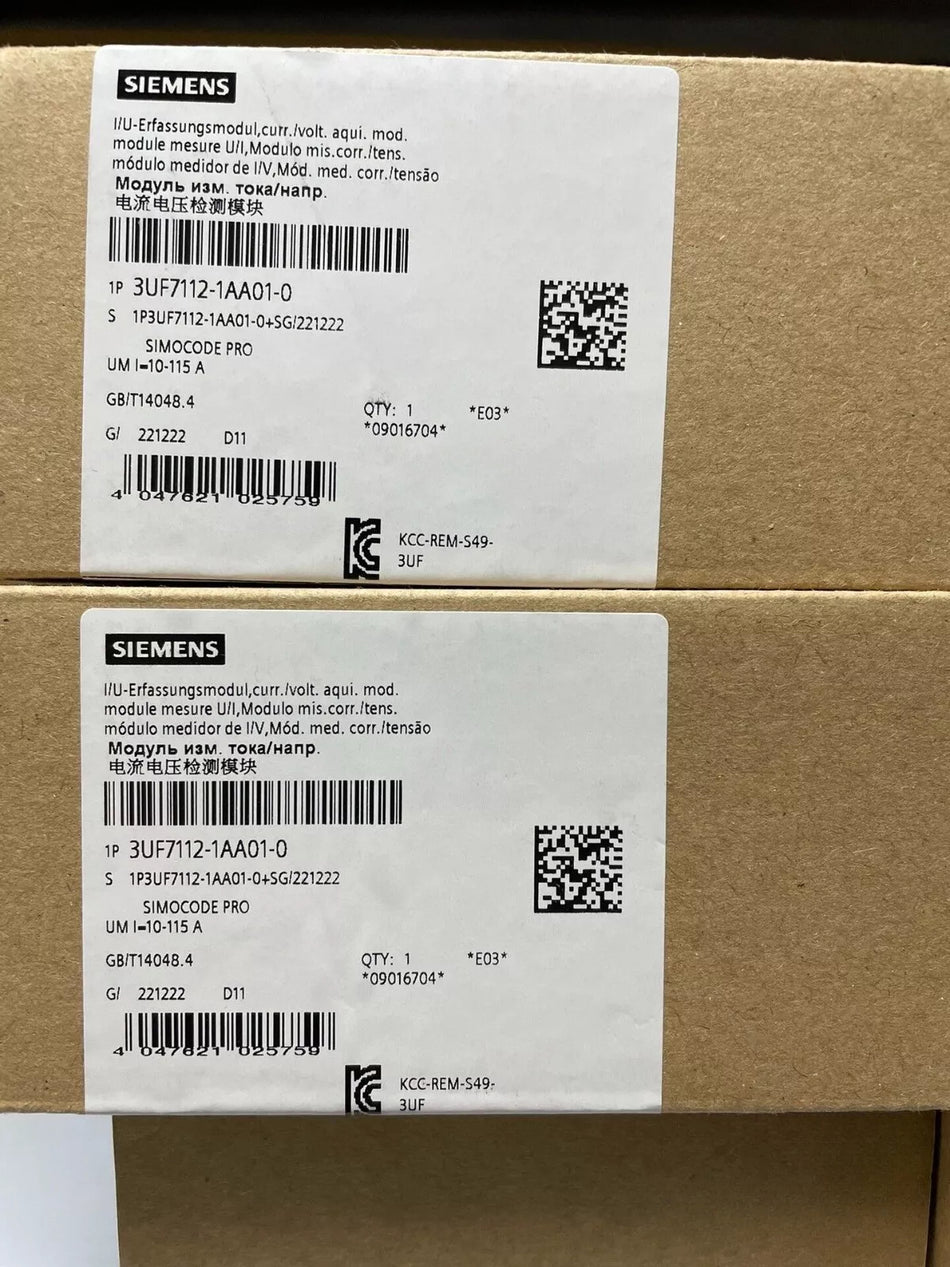 SIEMENS
I/U-Erfassungsmodul,curr./volt. aqui. mod.
module mesure U/I,Modulo mis.corr./tens.
módulo medidor de I/V,Mód. med. corr./tensão
Модуль изм. тока/напр.
电流电压检测模块
1P 3UF7112-1AA01-0
S 1P3UF7112-1AA01-0+SG/221222
SIMOCODE PRO
UM I=10-115 A
GB/T14048.4
QTY: 1 *E03*
*09016704*
G/ 221222 D11
4 047621 025759
KCC-REM-S49-
3UF
SIEMENS
I/U-Erfassungsmodul,curr./volt. aqui. mod.
module mesure U/I,Modulo mis.corr./tens.
módulo medidor de I/V,Mód. med. corr./tensão
Модуль изм. тока/напр.
电流电压检测模块
1P 3UF7112-1AA01-0
S 1P3UF7112-1AA01-0+SG/221222
SIMOCODE PRO
UM I=10-115 A
GB/T14048.4
QTY: 1 *E03*
*09016704*
G/ 221222 D11
4 047621 025759
KCC-REM-S49-
3UF